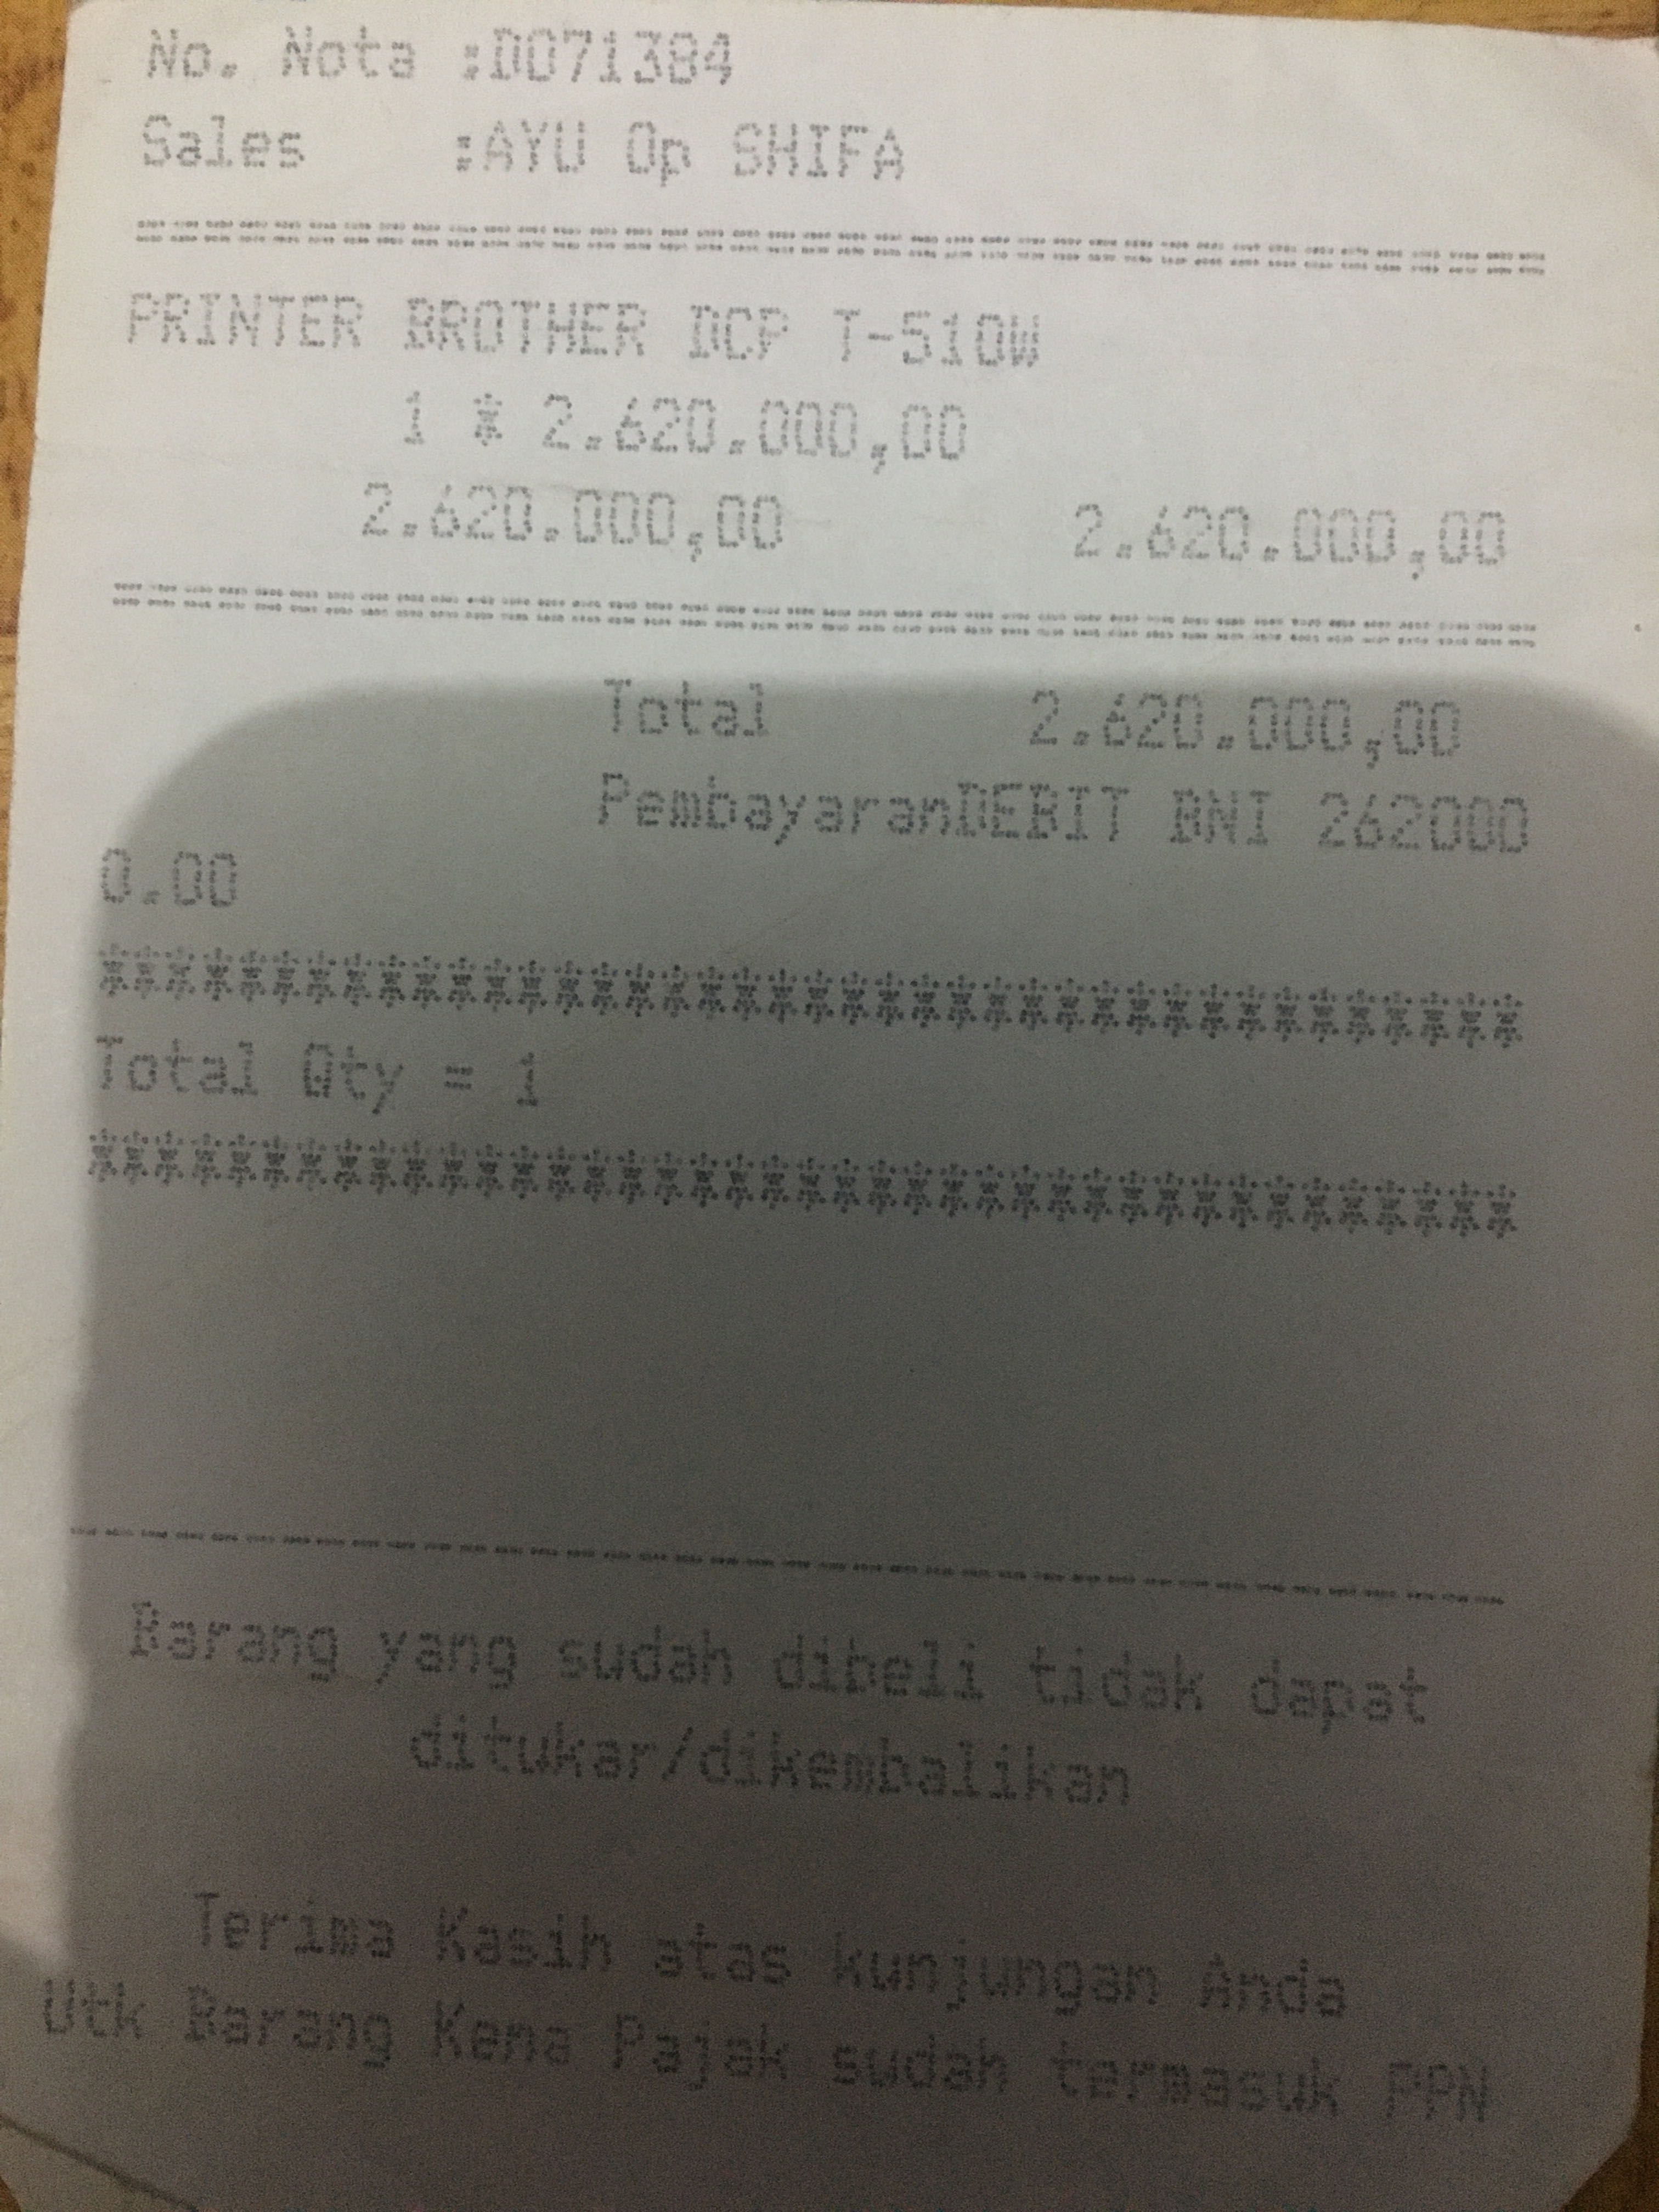 No. Nota :D071384
Sales :AYU Op SHIFA
PRINTER BROTHER DCP T-510W
1 * 2.620.000,00
2.620.000,00 2.620.000,00
Total 2.620.000,00
PembayaranDEBIT BNI 262000
0.00
****************************************
Total Qty = 1
****************************************
Barang yang sudah dibeli tidak dapat
ditukar/dikembalikan
Terima Kasih atas kunjungan Anda
Utk Barang Kena Pajak sudah termasuk PPN